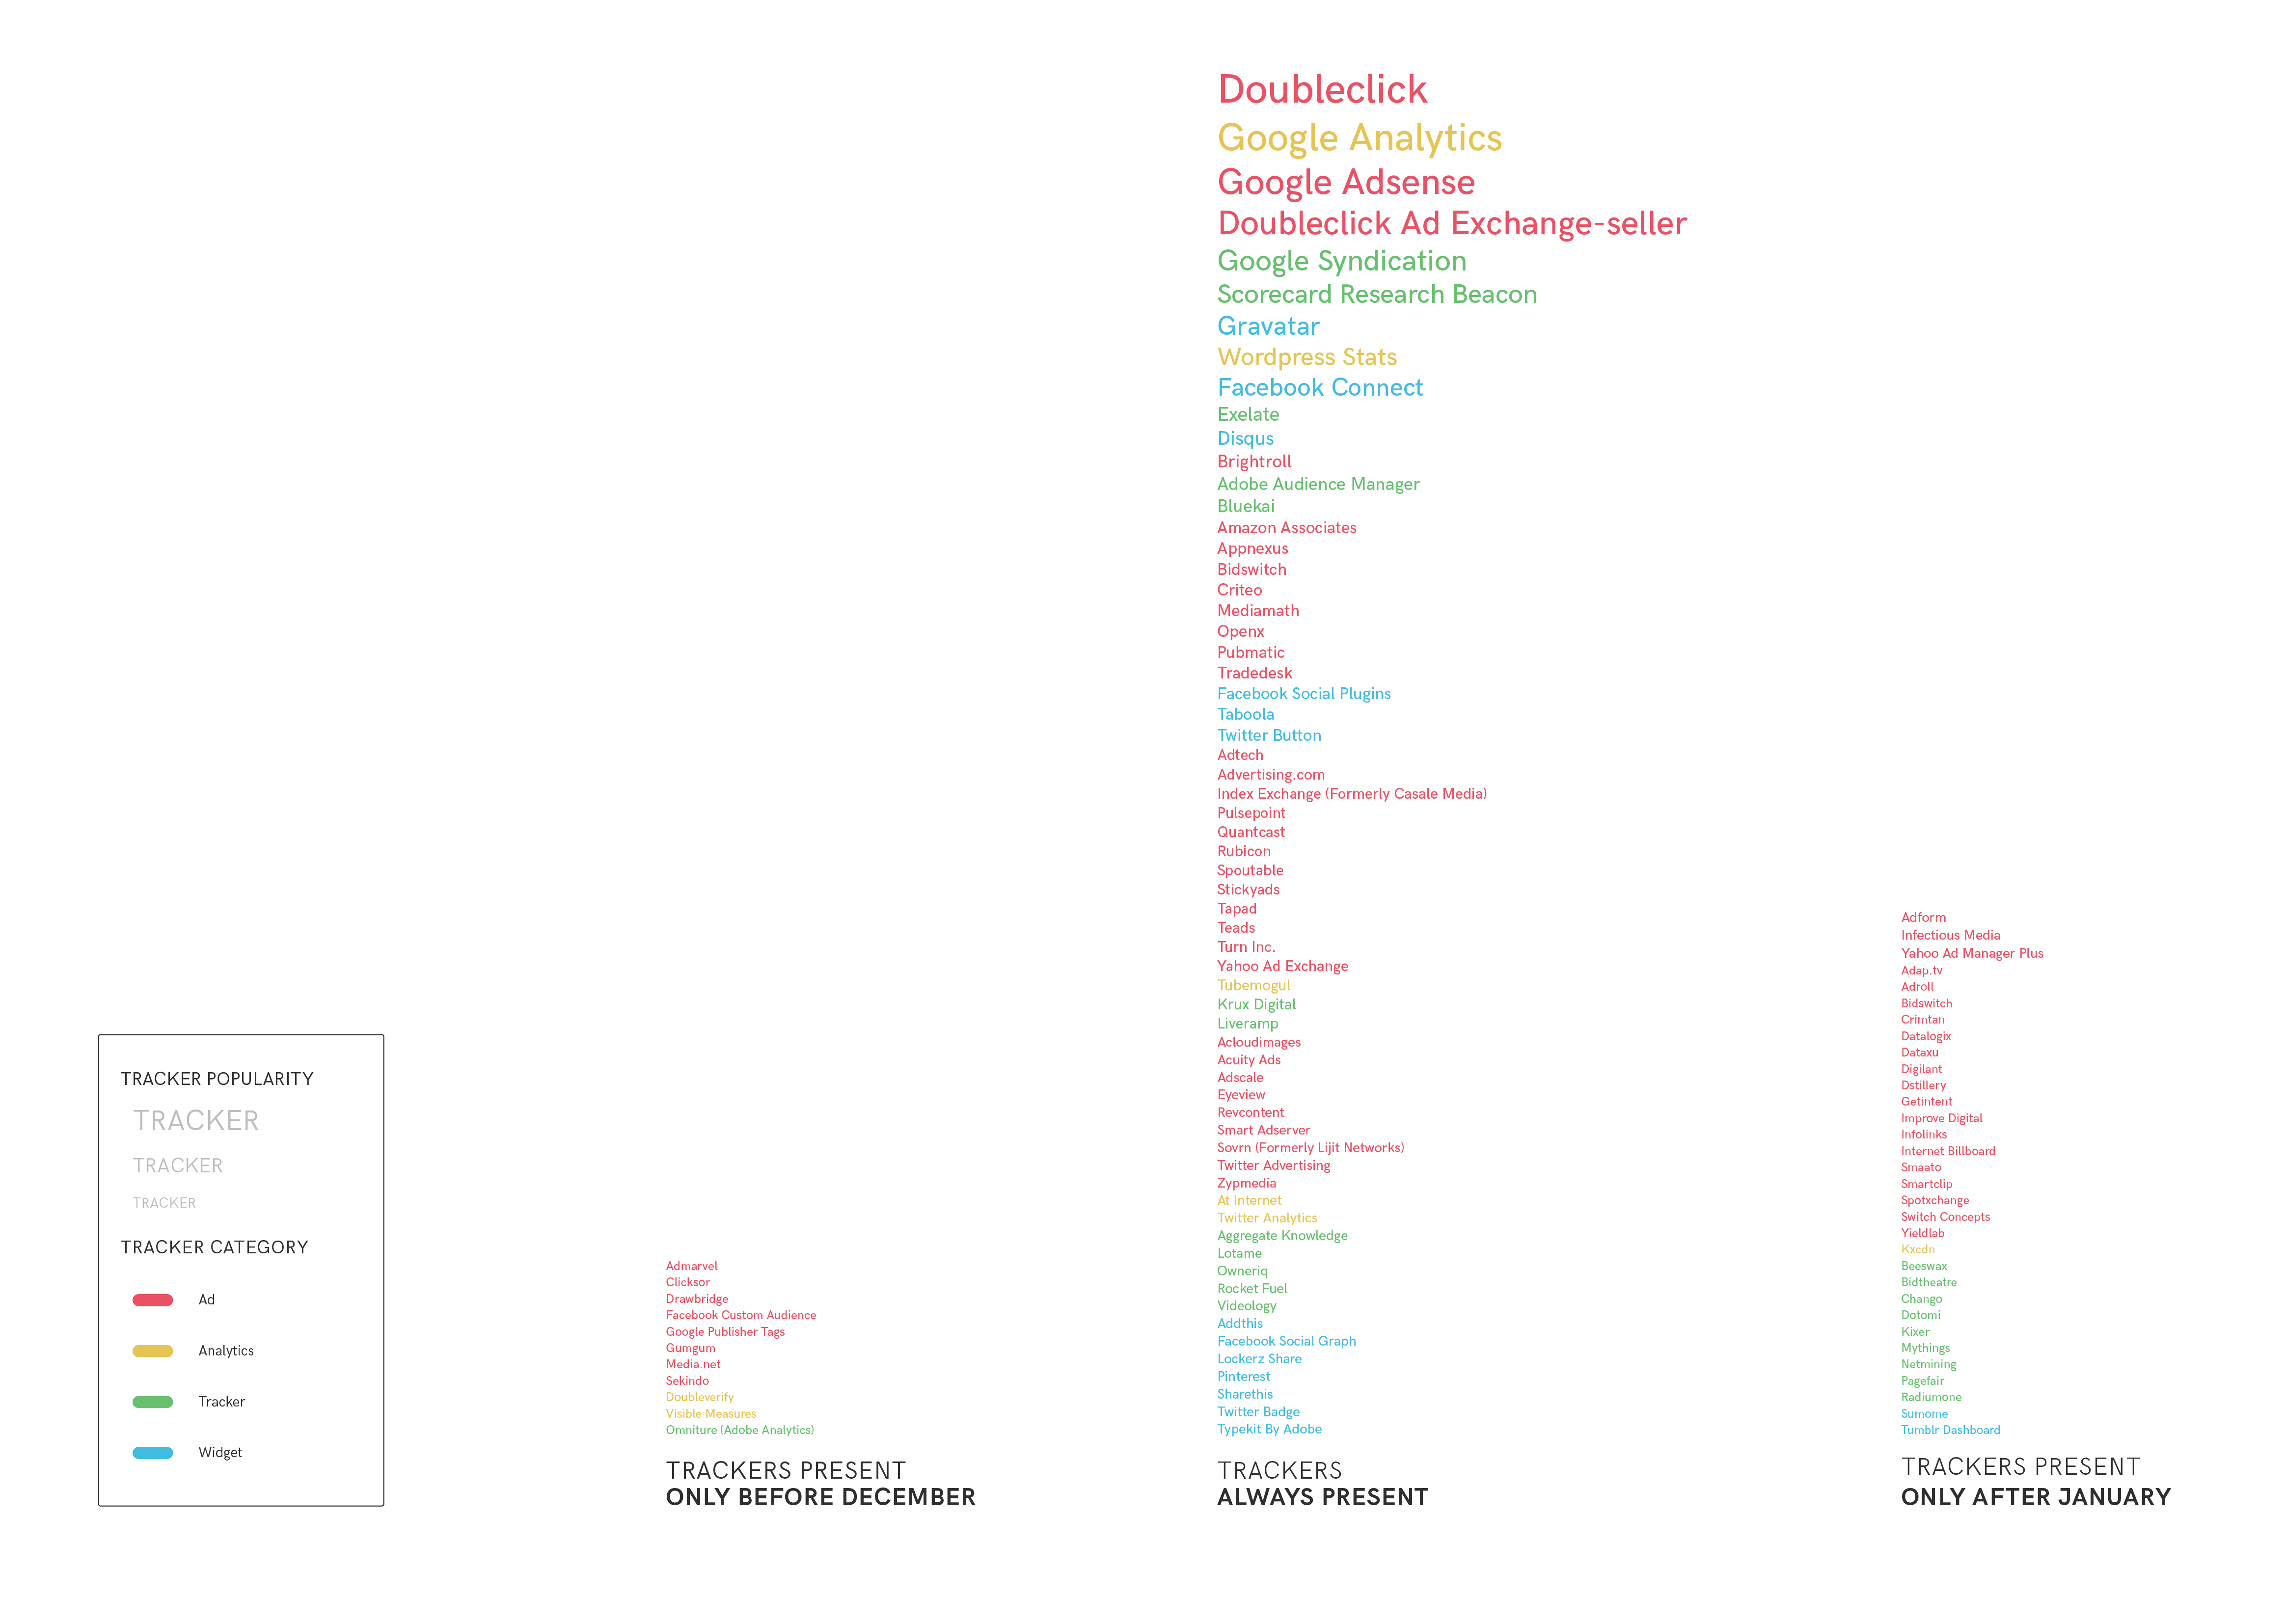 TRACKER POPULARITY
TRACKER
TRACKER
TRACKER
TRACKER CATEGORY
Ad
Analytics
Tracker
Widget
Admarvel
Clicksor
Drawbridge
Facebook Custom Audience
Google Publisher Tags
Gumgum
Media.net
Sekindo
Doubleverify
Visible Measures
Omniture (Adobe Analytics)
TRACKERS PRESENT
ONLY BEFORE DECEMBER
Doubleclick
Google Analytics
Google Adsense
Doubleclick Ad Exchange-seller
Google Syndication
Scorecard Research Beacon
Gravatar
Wordpress Stats
Facebook Connect
Exelate
Disqus
Brightroll
Adobe Audience Manager
Bluekai
Amazon Associates
Appnexus
Bidswitch
Criteo
Mediamath
Openx
Pubmatic
Tradedesk
Facebook Social Plugins
Taboola
Twitter Button
Adtech
Advertising.com
Index Exchange (Formerly Casale Media)
Pulsepoint
Quantcast
Rubicon
Spoutable
Stickyads
Tapad
Teads
Turn Inc.
Yahoo Ad Exchange
Tubemogul
Krux Digital
Liveramp
Acloudimages
Acuity Ads
Adscale
Eyeview
Revcontent
Smart Adserver
Sovrn (Formerly Lijit Networks)
Twitter Advertising
Zypmedia
At Internet
Twitter Analytics
Aggregate Knowledge
Lotame
Owneriq
Rocket Fuel
Videology
Addthis
Facebook Social Graph
Lockerz Share
Pinterest
Sharethis
Twitter Badge
Typekit By Adobe
TRACKERS
ALWAYS PRESENT
Adform
Infectious Media
Yahoo Ad Manager Plus
Adap.tv
Adroll
Bidswitch
Crimtan
Datalogix
Dataxu
Digilant
Dstillery
Getintent
Improve Digital
Infolinks
Internet Billboard
Smaato
Smartclip
Spotxchange
Switch Concepts
Yieldlab
Kxcdn
Beeswax
Bidtheatre
Chango
Dotomi
Kixer
Mythings
Netmining
Pagefair
Radiumone
Sumome
Tumblr Dashboard
TRACKERS PRESENT
ONLY AFTER JANUARY